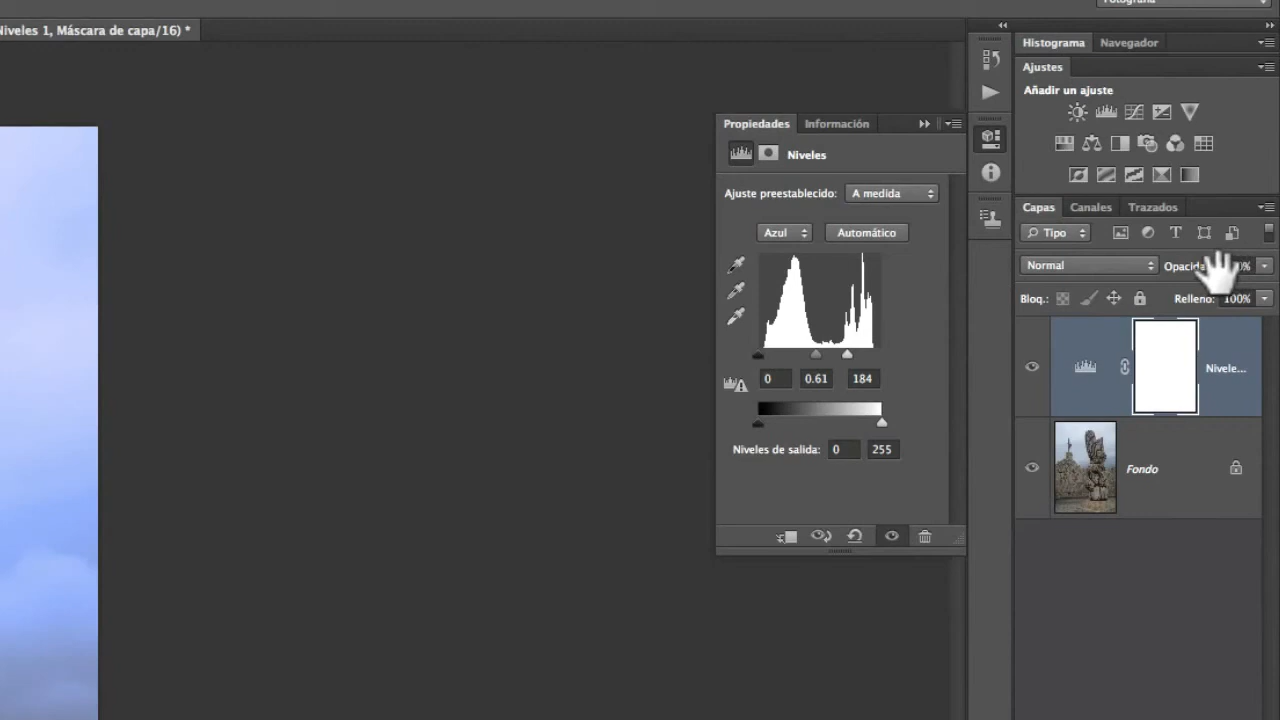 Fotografía
Niveles 1, Máscara de capa/16) *
Histograma Navegador
Ajustes
Añadir un ajuste
Propiedades Información
Niveles
Ajuste preestablecido: A medida
Capas Canales Trazados
Azul Automático
Tipo
Normal
Bloq.: Relleno: 100%
Nivele...
0 0.61 184
Niveles de salida: 0 255
Fondo